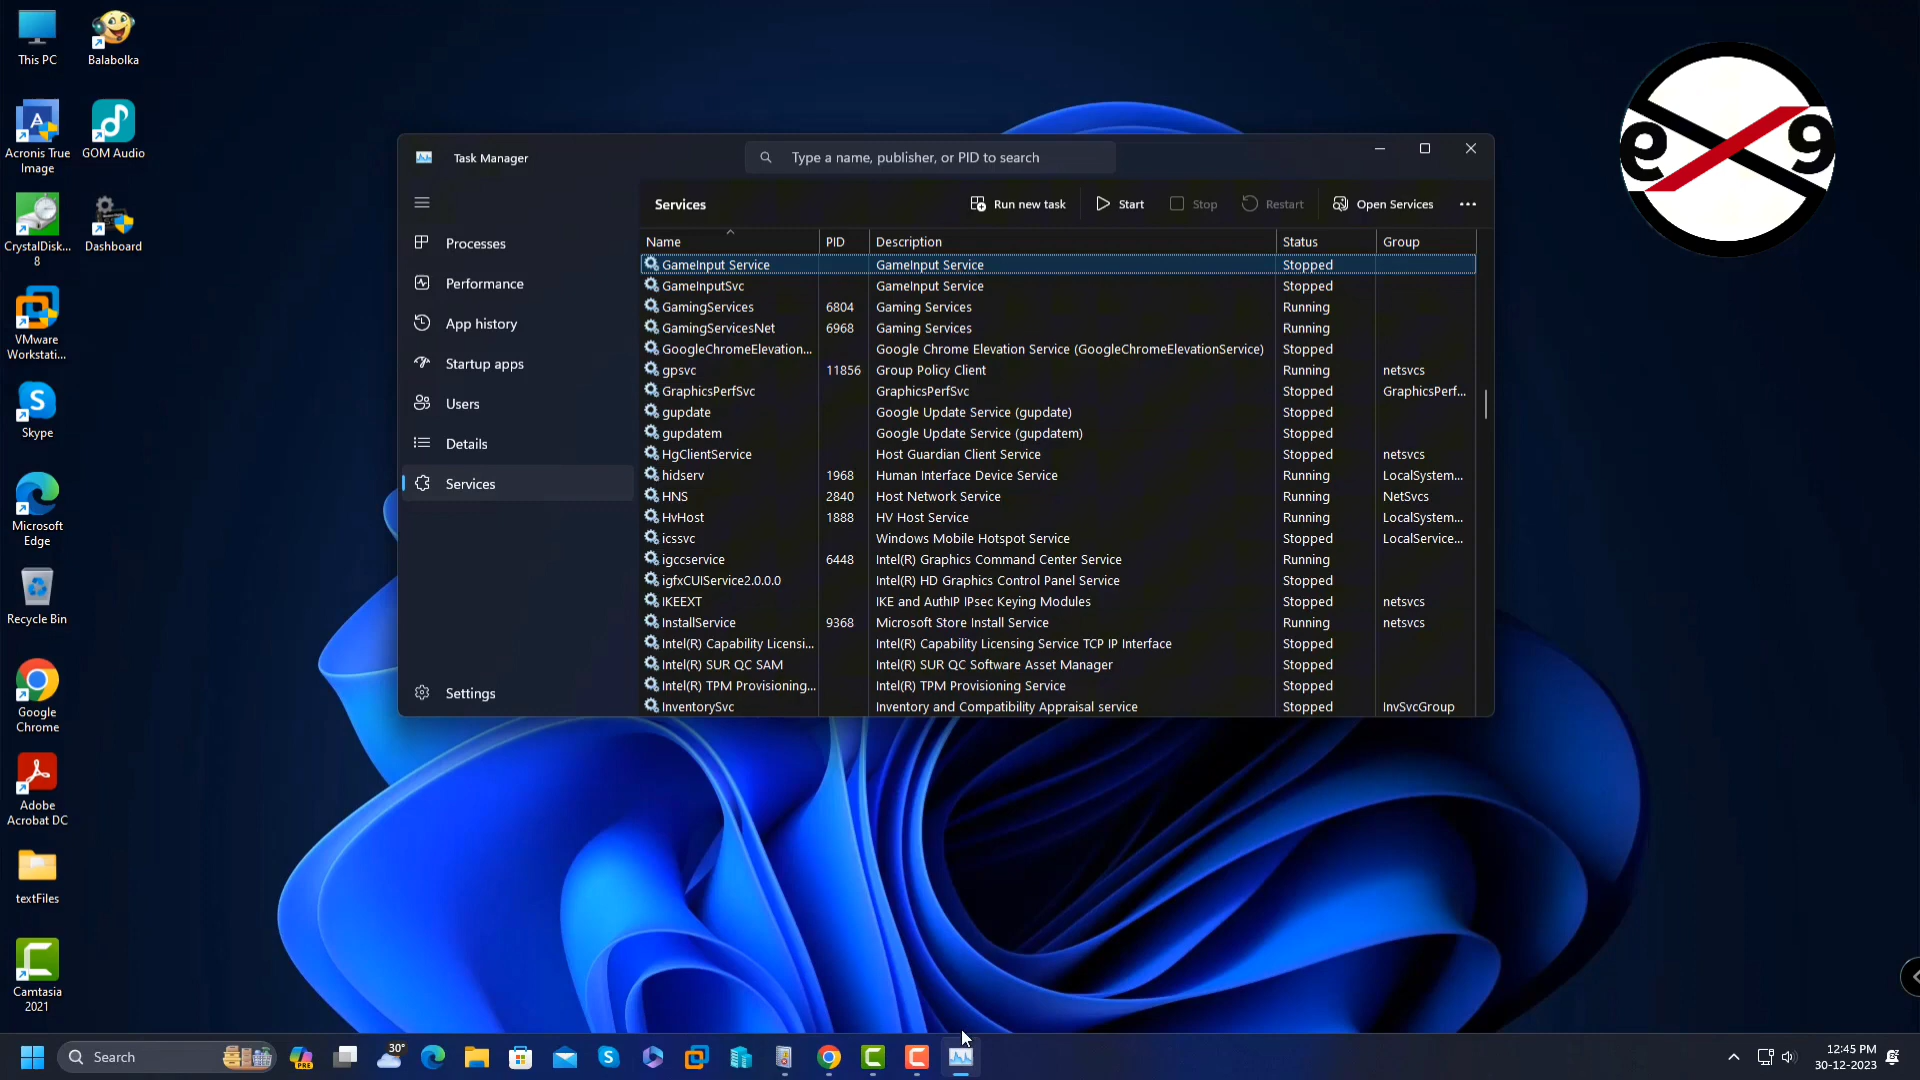 This PC
Balabolka
Acronis True
Image
GOM Audio
CrystalDisk...
8
Dashboard
VMware
Workstati...
Skype
Microsoft
Edge
Recycle Bin
Google
Chrome
Adobe
Acrobat DC
textFiles
Camtasia
2021
e
9
Task Manager
Type a name, publisher, or PID to search
Processes
Performance
App history
Startup apps
Users
Details
Services
Settings
Services
Run new task
Start
Stop
Restart
Open Services
Name PID Description Status Group
GameInput Service GameInput Service Stopped
GameInputSvc GameInput Service Stopped
GamingServices 6804 Gaming Services Running
GamingServicesNet 6968 Gaming Services Running
GoogleChromeElevation... Google Chrome Elevation Service (GoogleChromeElevationService) Stopped
gpsvc 11856 Group Policy Client Running netsvcs
GraphicsPerfSvc GraphicsPerfSvc Stopped GraphicsPerf...
gupdate Google Update Service (gupdate) Stopped
gupdatem Google Update Service (gupdatem) Stopped
HgClientService Host Guardian Client Service Stopped netsvcs
hidserv 1968 Human Interface Device Service Running LocalSystem...
HNS 2840 Host Network Service Running NetSvcs
HvHost 1888 HV Host Service Running LocalSystem...
icssvc Windows Mobile Hotspot Service Stopped LocalService...
igccservice 6448 Intel(R) Graphics Command Center Service Running
igfxCUIService2.0.0.0 Intel(R) HD Graphics Control Panel Service Stopped
IKEEXT IKE and AuthIP IPsec Keying Modules Stopped netsvcs
InstallService 9368 Microsoft Store Install Service Running netsvcs
Intel(R) Capability Licensi... Intel(R) Capability Licensing Service TCP IP Interface Stopped
Intel(R) SUR QC SAM Intel(R) SUR QC Software Asset Manager Stopped
Intel(R) TPM Provisioning... Intel(R) TPM Provisioning Service Stopped
InventorySvc Inventory and Compatibility Appraisal service Stopped InvSvcGroup
Search
PRE
30°
12:45 PM
30-12-2023